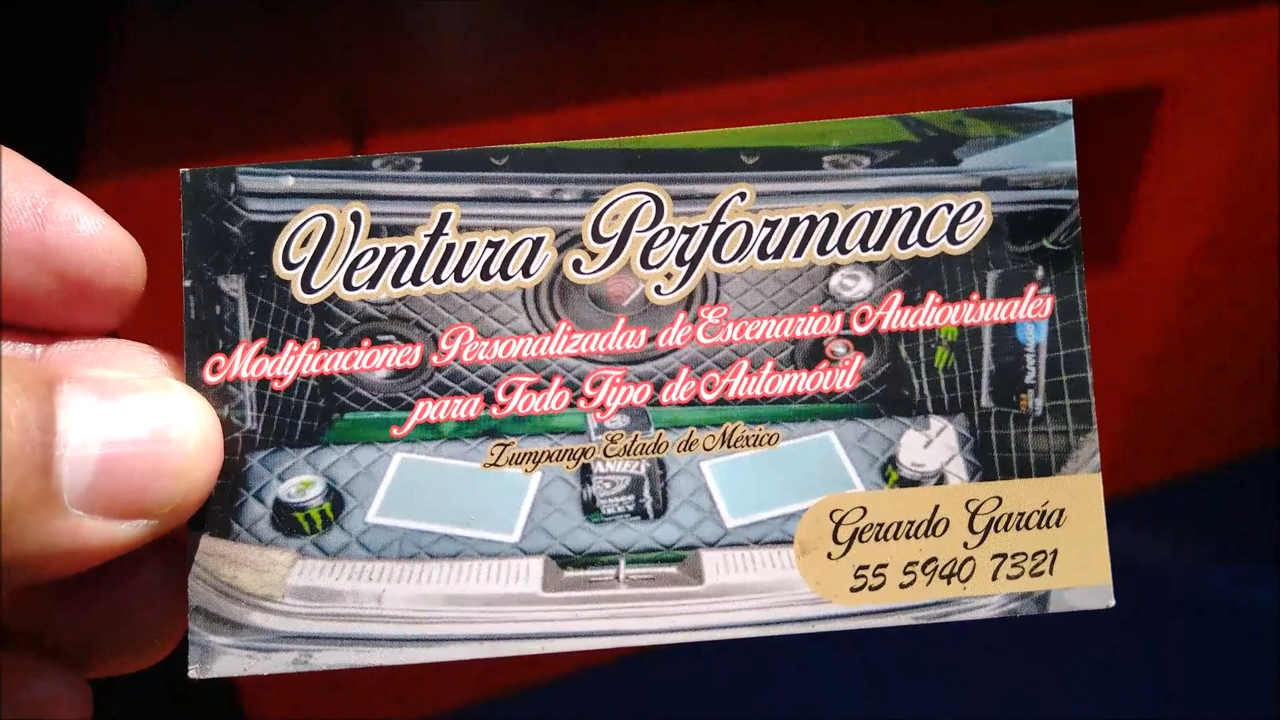 Ventura Performance
Modificaciones Personalizadas de Escenarios Audiovisuales
para Todo Tipo de Automóvil
Zumpango Estado de México
ANIELS
Gerardo García
55 5940 7321